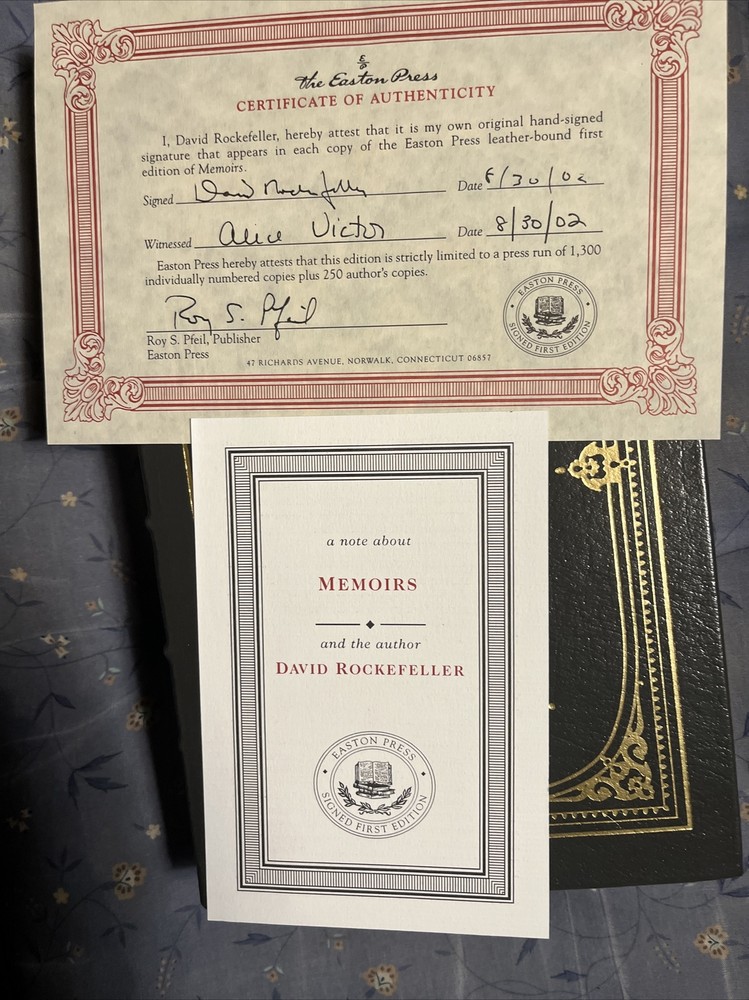 E
P
the Easton Press
CERTIFICATE OF AUTHENTICITY
I, David Rockefeller, hereby attest that it is my own original hand-signed
signature that appears in each copy of the Easton Press leather-bound first
edition of Memoirs.
Signed David Rockefeller Date 8/30/02
Witnessed Alice Victor Date 8/30/02
Easton Press hereby attests that this edition is strictly limited to a press run of 1,300
individually numbered copies plus 250 author's copies.
Roy S. Pfeil
Roy S. Pfeil, Publisher
Easton Press
47 RICHARDS AVENUE, NORWALK, CONNECTICUT 06857
EASTON PRESS
SIGNED FIRST EDITION
a note about
MEMOIRS
and the author
DAVID ROCKEFELLER
EASTON PRESS
SIGNED FIRST EDITION